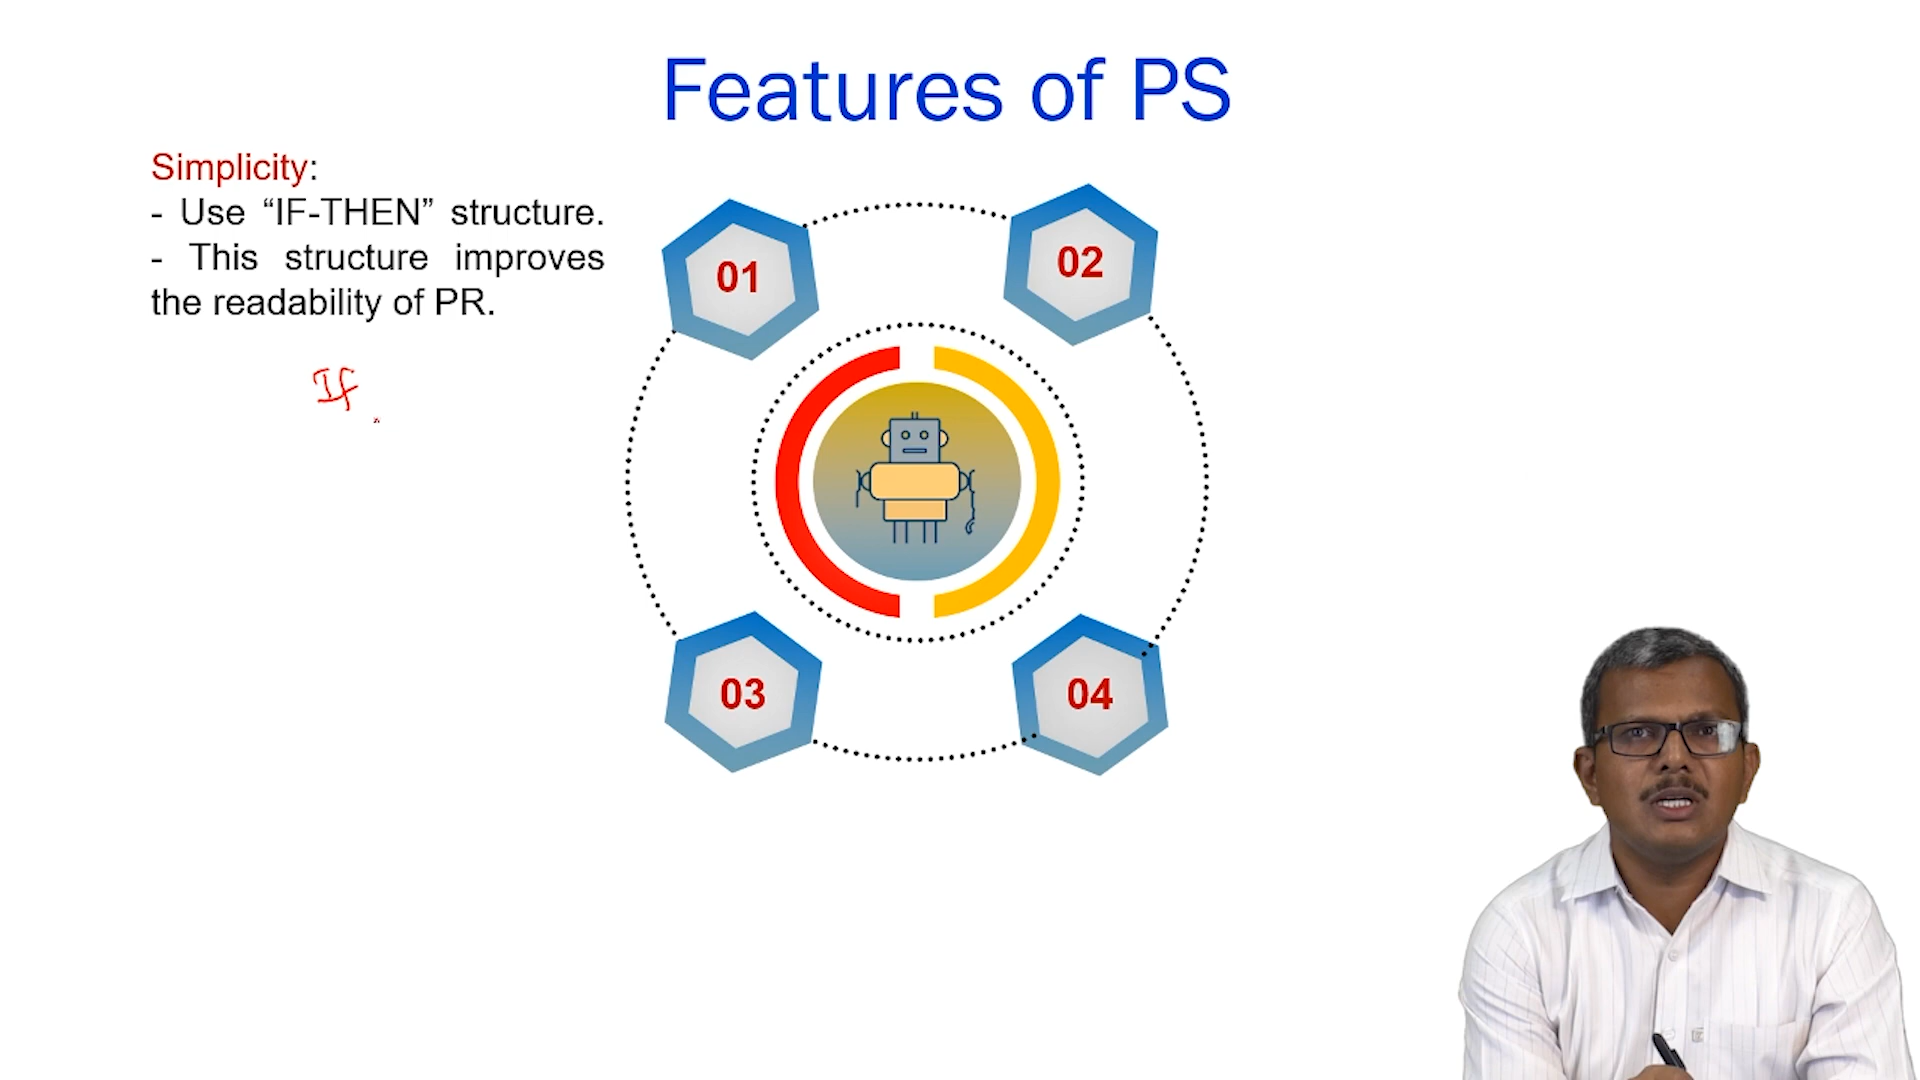 Features of PS
Simplicity:
- Use “IF-THEN” structure.
- This structure improves
the readability of PR.
If
01
02
03
04